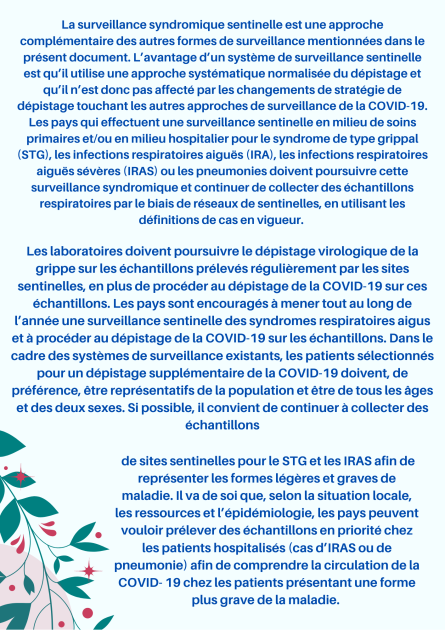 La surveillance syndromique sentinelle est une approche
complémentaire des autres formes de surveillance mentionnées dans le
présent document. L'avantage d'un système de surveillance sentinelle
est qu'il utilise une approche systématique normalisée du dépistage et
qu'il n'est donc pas affecté par les changements de stratégie de
dépistage touchant les autres approches de surveillance de la COVID-19.
Les pays qui effectuent une surveillance sentinelle en milieu de soins
primaires et/ou en milieu hospitalier pour le syndrome de type grippal
(STG), les infections respiratoires aiguës (IRA), les infections respiratoires
aiguës sévères (IRAS) ou les pneumonies doivent poursuivre cette
surveillance syndromique et continuer de collecter des échantillons
respiratoires par le biais de réseaux de sentinelles, en utilisant les
définitions de cas en vigueur.
Les laboratoires doivent poursuivre le dépistage virologique de la
grippe sur les échantillons prélevés régulièrement par les sites
sentinelles, en plus de procéder au dépistage de la COVID-19 sur ces
échantillons. Les pays sont encouragés à mener tout au long de
l'année une surveillance sentinelle des syndromes respiratoires aigus
et à procéder au dépistage de la COVID-19 sur les échantillons. Dans le
cadre des systèmes de surveillance existants, les patients sélectionnés
pour un dépistage supplémentaire de la COVID-19 doivent, de
préférence, être représentatifs de la population et être de tous les âges
et des deux sexes. Si possible, il convient de continuer à collecter des
échantillons
de sites sentinelles pour le STG et les IRAS afin de
représenter les formes légères et graves de
maladie. Il va de soi que, selon la situation locale,
les ressources et l'épidémiologie, les pays peuvent
vouloir prélever des échantillons en priorité chez
les patients hospitalisés (cas d'IRAS ou de
pneumonie) afin de comprendre la circulation de la
COVID- 19 chez les patients présentant une forme
plus grave de la maladie.